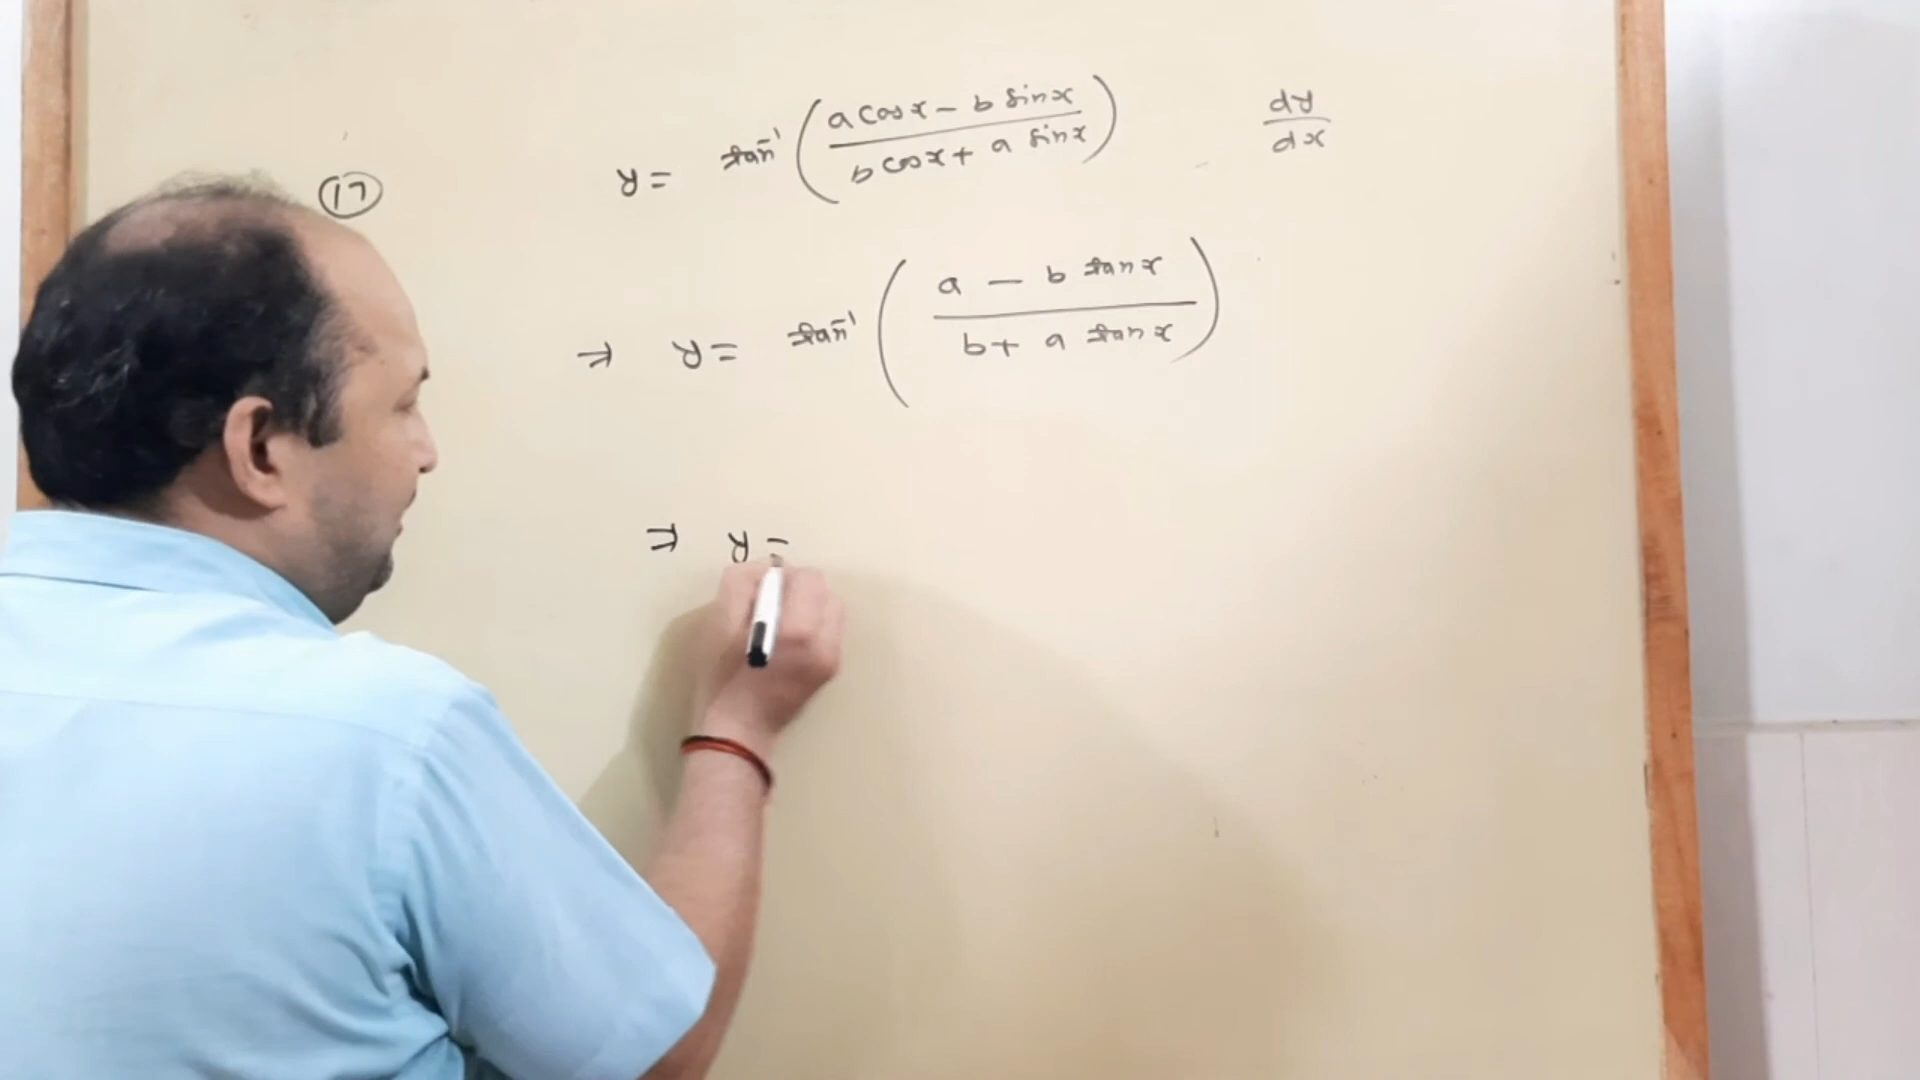 (17) y = tan⁻¹ ( (a cos x − b sin x) / (b cos x + a sin x) ) dy/dx
⇒ y = tan⁻¹ ( (a − b tan x) / (b + a tan x) )
⇒ y =